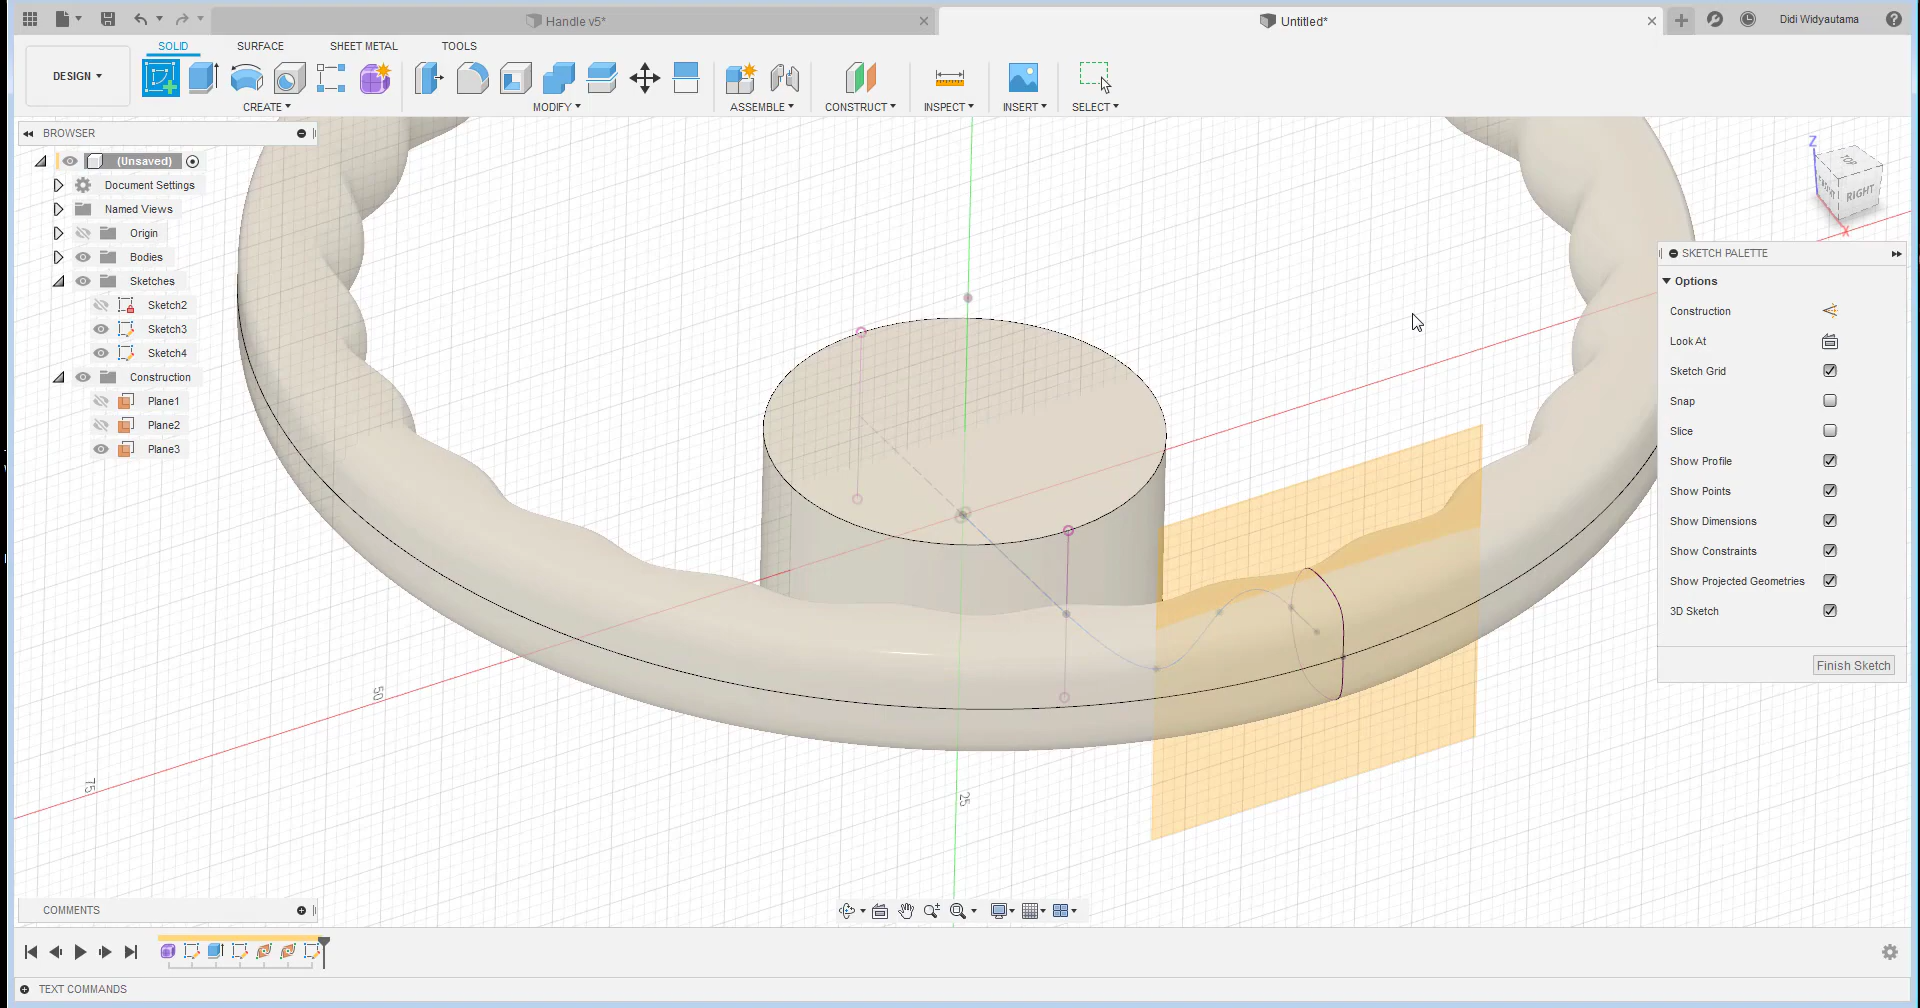 Handle v5*
Untitled*
Didi Widyautama
DESIGN
SOLID
SURFACE
SHEET METAL
TOOLS
CREATE
MODIFY
ASSEMBLE
CONSTRUCT
INSPECT
INSERT
SELECT
BROWSER
(Unsaved)
Document Settings
Named Views
Origin
Bodies
Sketches
Sketch2
Sketch3
Sketch4
Construction
Plane1
Plane2
Plane3
Z
TOP
RIGHT
X
SKETCH PALETTE
Options
Construction
Look At
Sketch Grid
Snap
Slice
Show Profile
Show Points
Show Dimensions
Show Constraints
Show Projected Geometries
3D Sketch
Finish Sketch
50
75
25
COMMENTS
TEXT COMMANDS